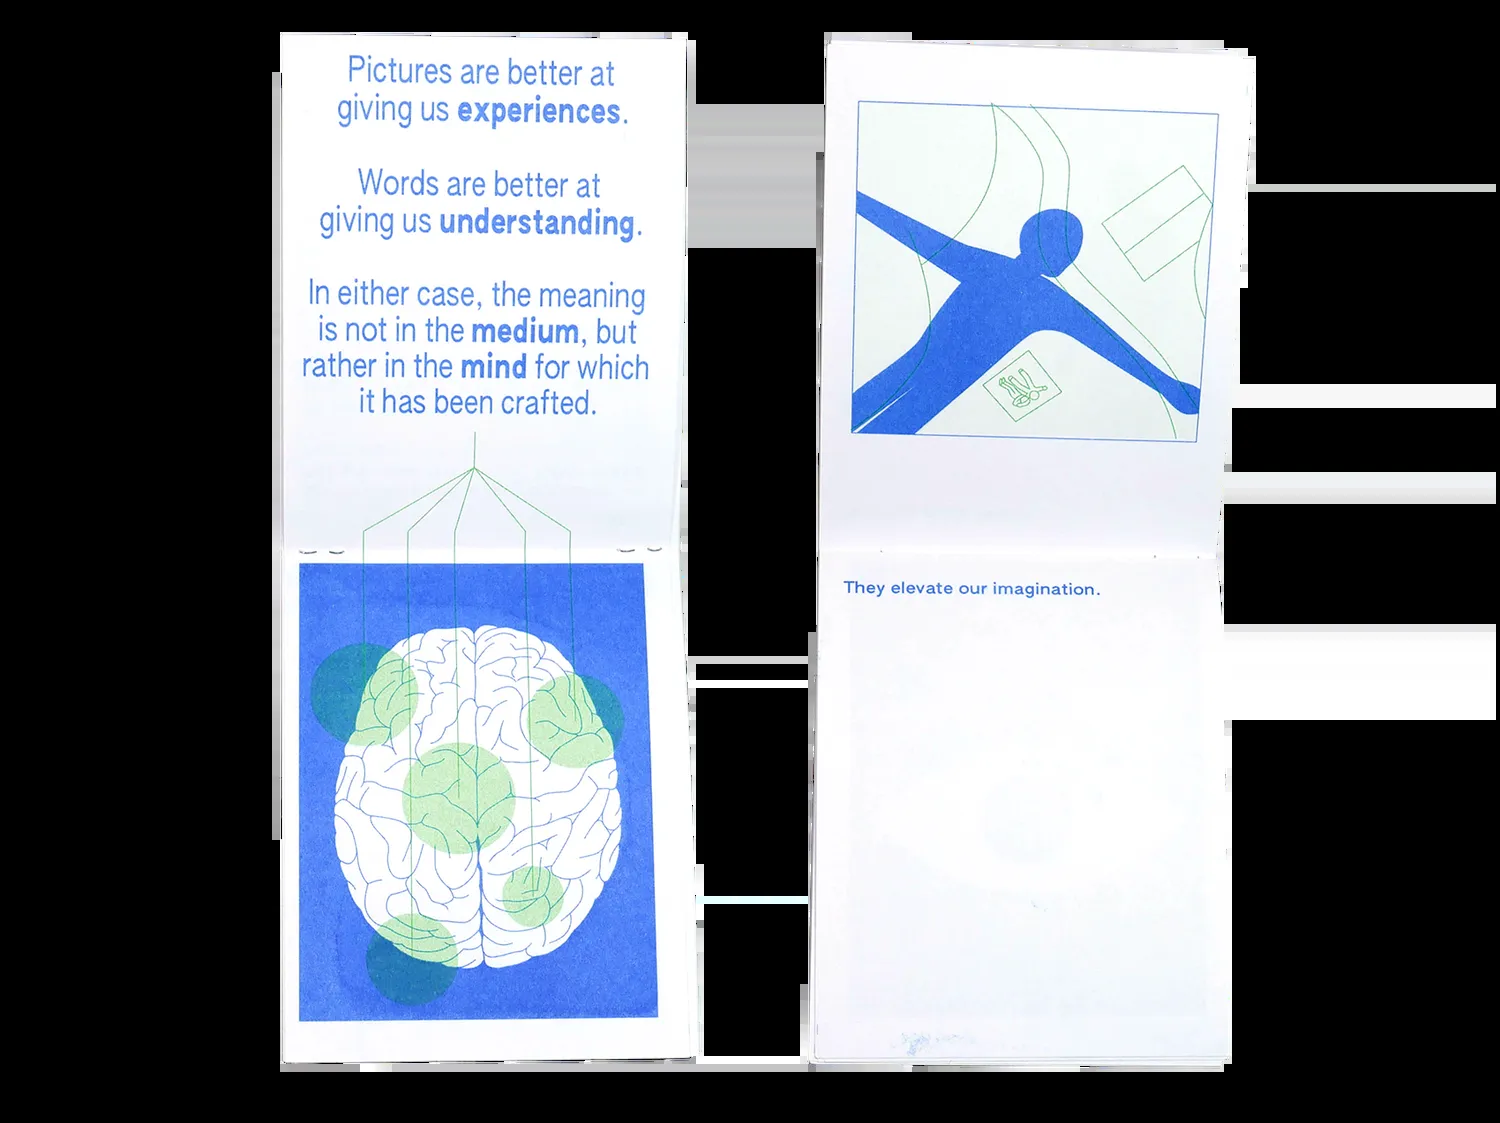 Pictures are better at
giving us experiences.
Words are better at
giving us understanding.
In either case, the meaning
is not in the medium, but
rather in the mind for which
it has been crafted.
They elevate our imagination.